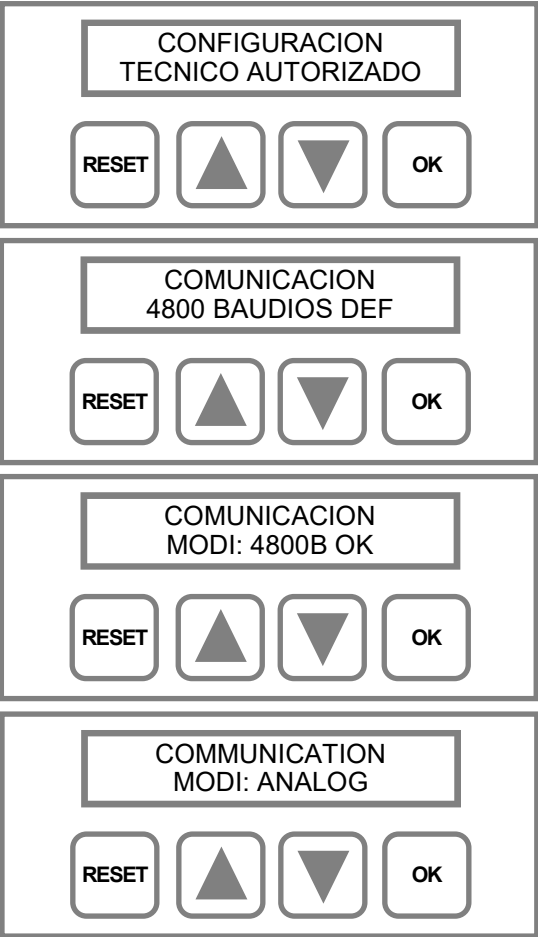 CONFIGURACION
TECNICO AUTORIZADO
RESET OK
COMUNICACION
4800 BAUDIOS DEF
RESET OK
COMUNICACION
MODI: 4800B OK
RESET OK
COMMUNICATION
MODI: ANALOG
RESET OK